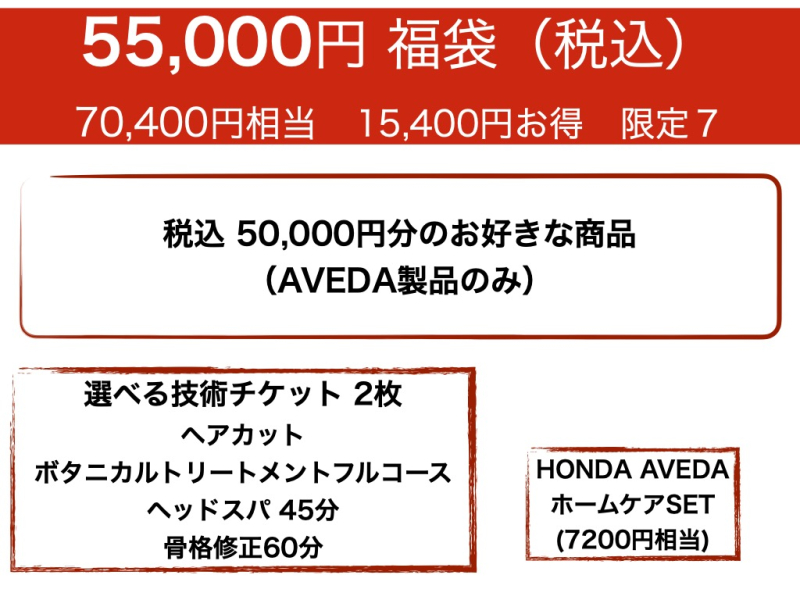 55,000円 福袋（税込）
70,400円相当　15,400円お得　限定７
税込 50,000円分のお好きな商品
（AVEDA製品のみ）
選べる技術チケット 2枚
ヘアカット
ボタニカルトリートメントフルコース
ヘッドスパ 45分
骨格修正60分
HONDA AVEDA
ホームケアSET
(7200円相当)